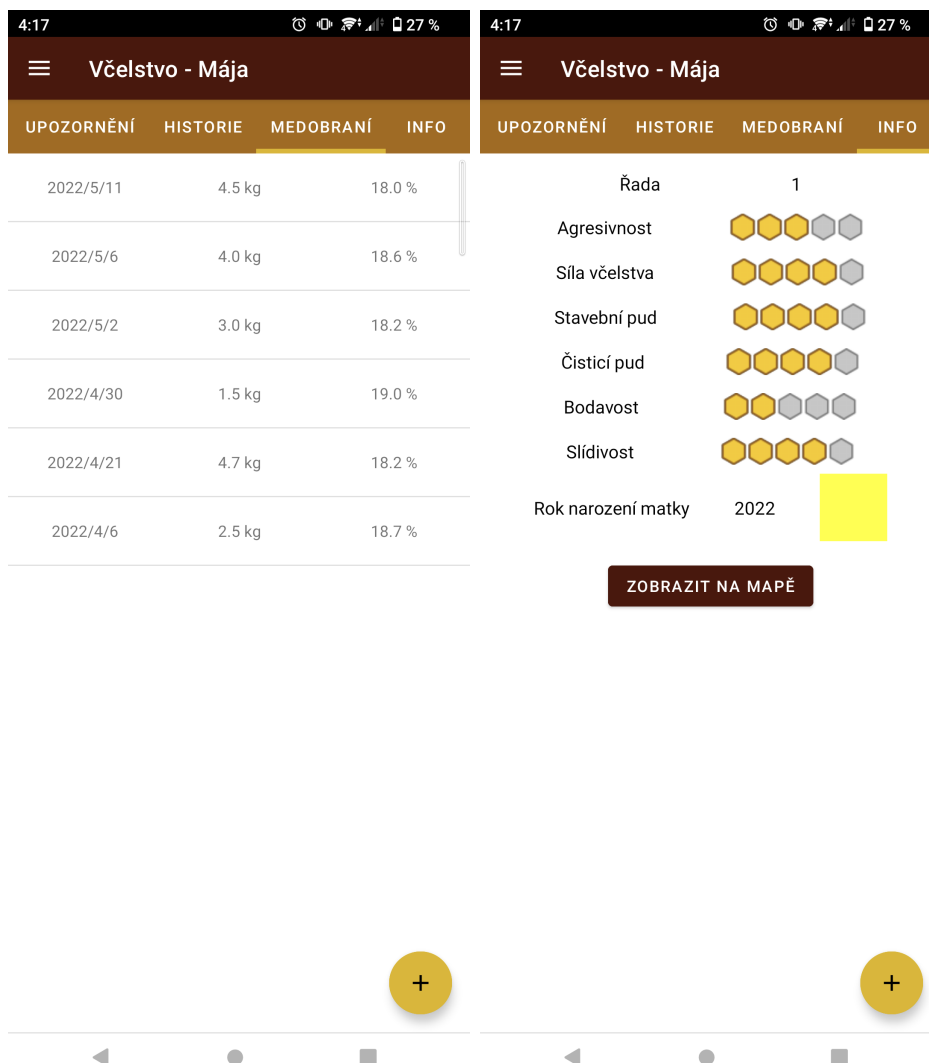 4:17 27 %
Včelstvo - Mája
UPOZORNĚNÍ HISTORIE MEDOBRANÍ INFO
2022/5/11 4.5 kg 18.0 %
2022/5/6 4.0 kg 18.6 %
2022/5/2 3.0 kg 18.2 %
2022/4/30 1.5 kg 19.0 %
2022/4/21 4.7 kg 18.2 %
2022/4/6 2.5 kg 18.7 %
+
4:17 27 %
Včelstvo - Mája
UPOZORNĚNÍ HISTORIE MEDOBRANÍ INFO
Řada 1
Agresivnost
Síla včelstva
Stavební pud
Čisticí pud
Bodavost
Slídivost
Rok narození matky 2022
ZOBRAZIT NA MAPĚ
+